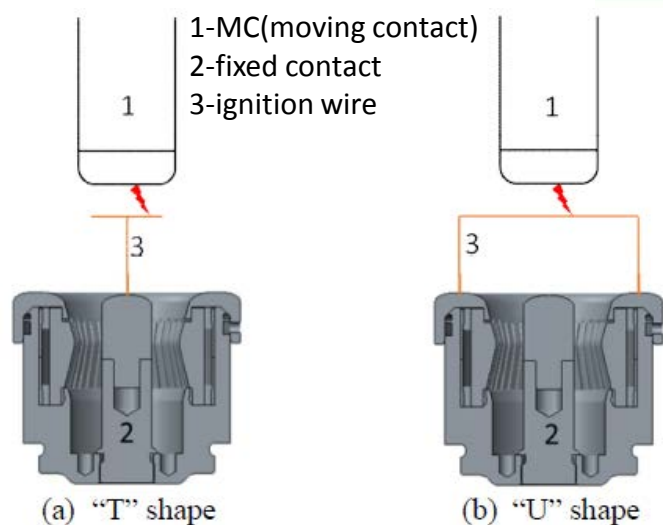 1-MC(moving contact)
2-fixed contact
3-ignition wire
1
1
3
3
2
2
(a) “T” shape
(b) “U” shape